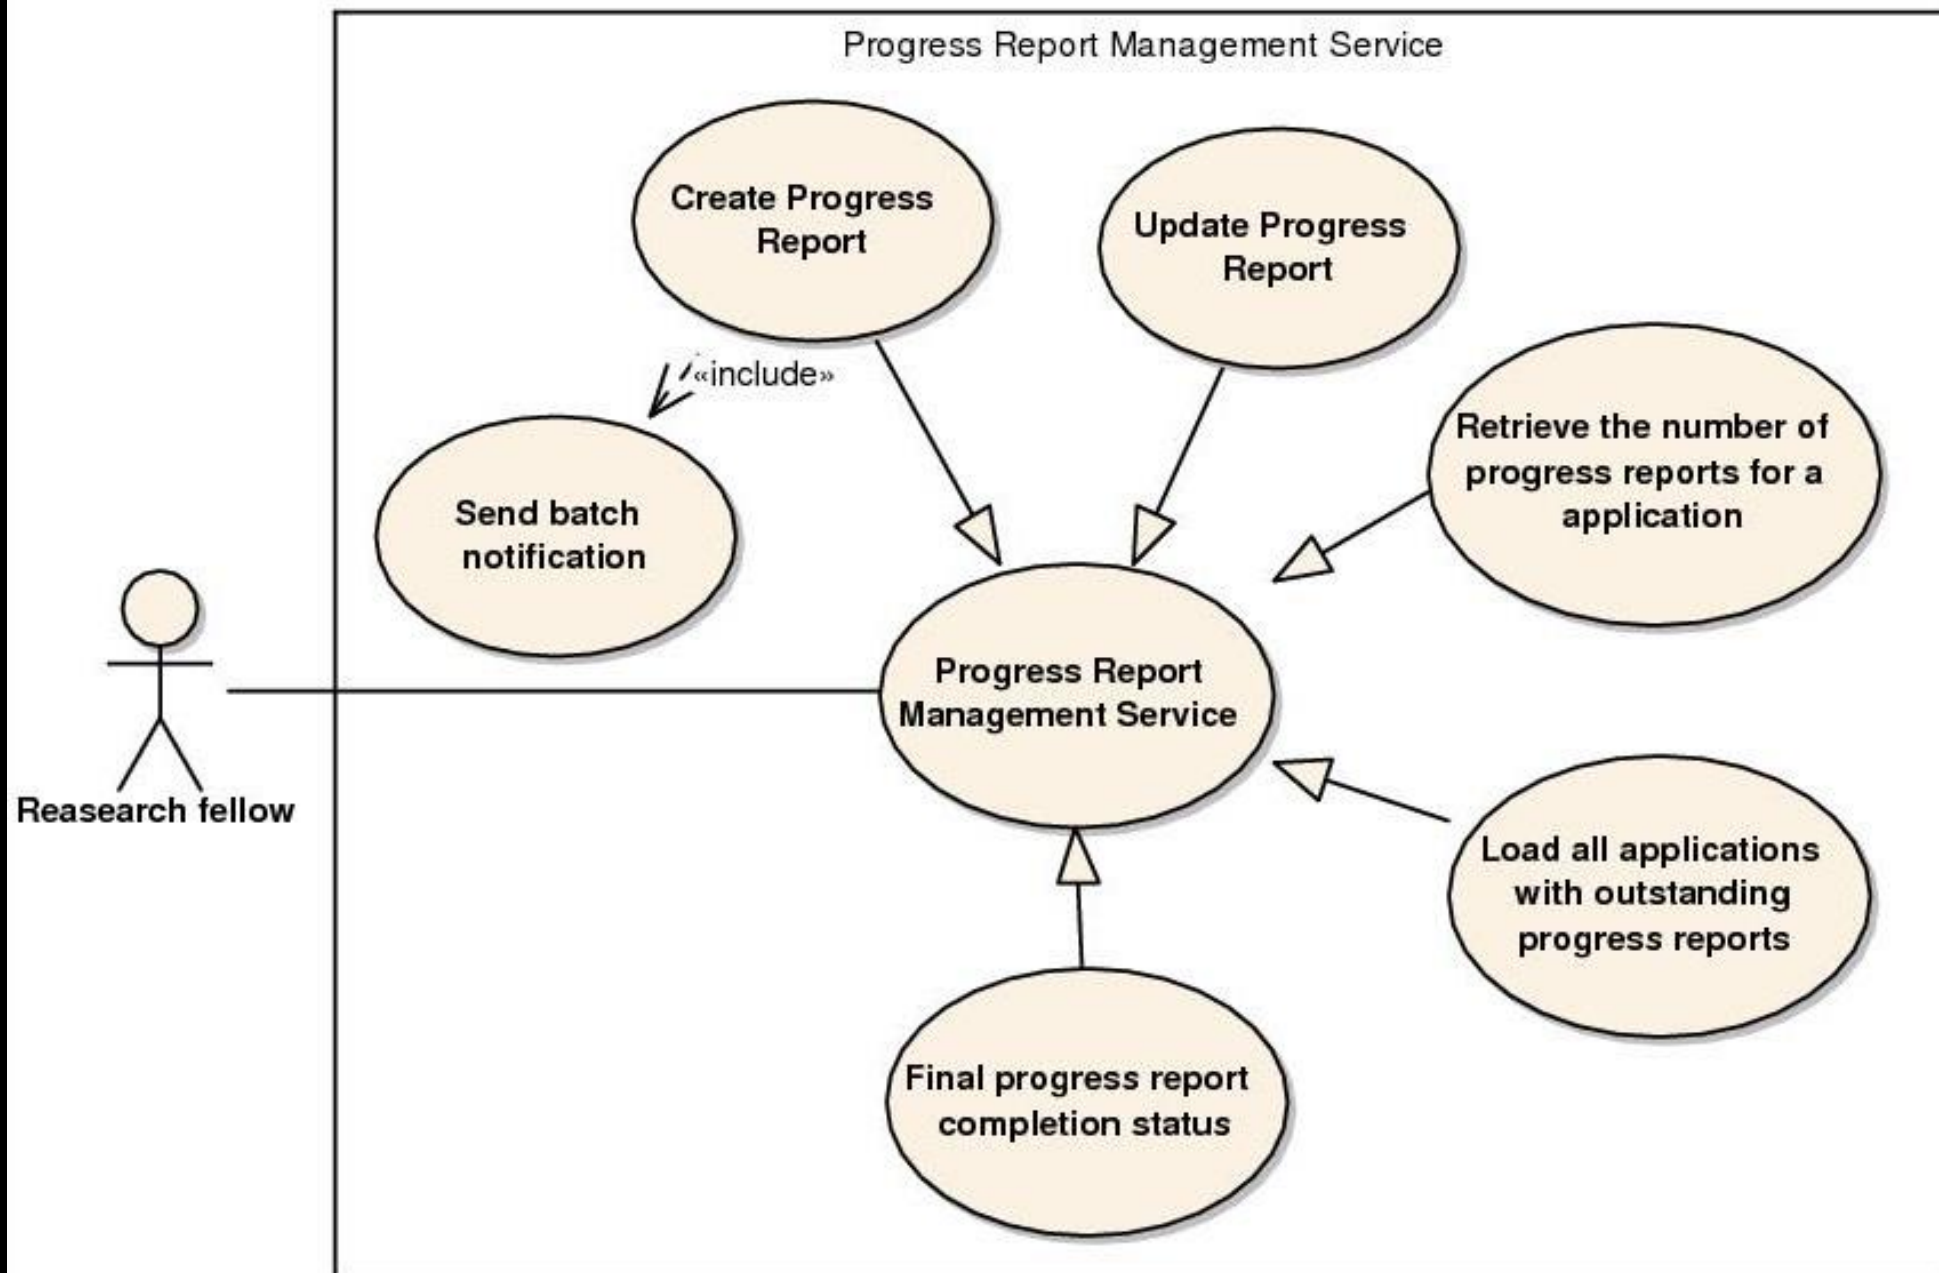 Progress Report Management Service
Create Progress
Report
Update Progress
Report
«include»
Retrieve the number of
progress reports for a
application
Send batch
notification
Progress Report
Management Service
Reasearch fellow
Load all applications
with outstanding
progress reports
Final progress report
completion status